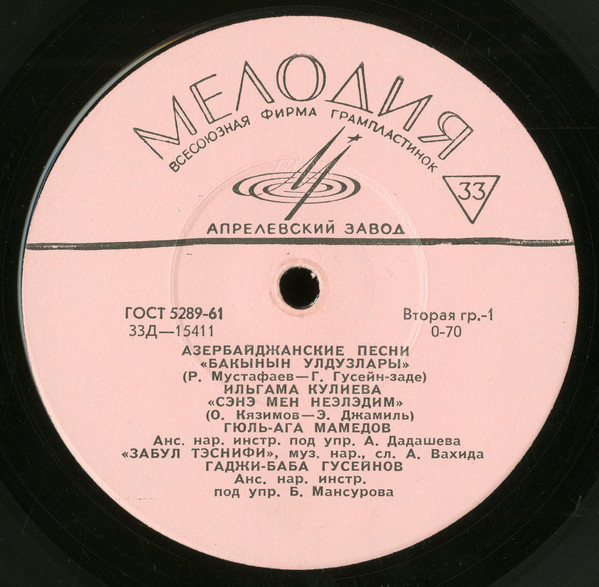 МЕЛОДИЯ
ВСЕСОЮЗНАЯ ФИРМА ГРАМПЛАСТИНОК
33
АПРЕЛЕВСКИЙ ЗАВОД
ГОСТ 5289-61
Вторая гр.-1
33Д—15411
0-70
АЗЕРБАЙДЖАНСКИЕ ПЕСНИ
«БАКЫНЫН УЛДУЗЛАРЫ»
(Р. Мустафаев—Г. Гусейн-заде)
ИЛЬГАМА КУЛИЕВА
«СЭНЭ МЕН НЕЭЛЭДИМ»
(О. Кязимов—Э. Джамиль)
ГЮЛЬ-АГА МАМЕДОВ
Анс. нар. инстр. под упр. А. Дадашева
«ЗАБУЛ ТЭСНИФИ», муз. нар., сл. А. Вахида
ГАДЖИ-БАБА ГУСЕЙНОВ
Анс. нар. инстр.
под упр. Б. Мансурова